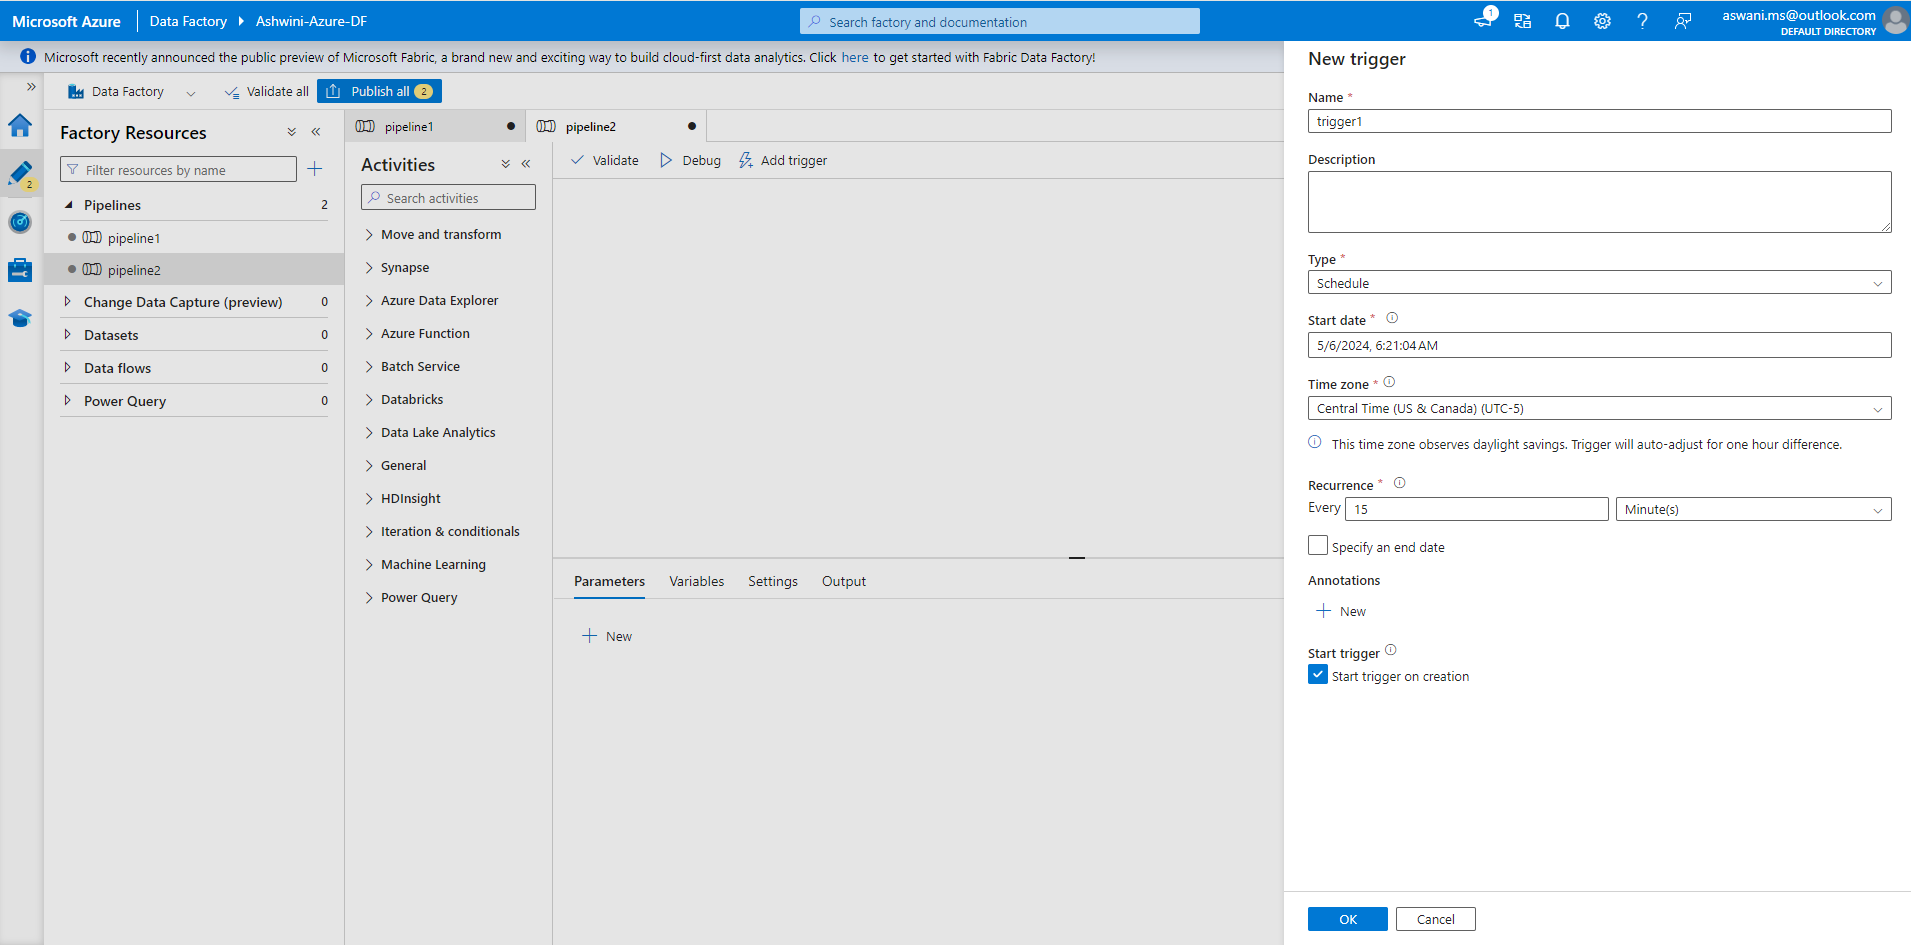 Microsoft Azure
Data Factory
Ashwini-Azure-DF
Search factory and documentation
1
aswani.ms@outlook.com
DEFAULT DIRECTORY
Microsoft recently announced the public preview of Microsoft Fabric, a brand new and exciting way to build cloud-first data analytics. Click here to get started with Fabric Data Factory!
Data Factory
Validate all
Publish all 2
2
Factory Resources
Filter resources by name
Pipelines 2
pipeline1
pipeline2
Change Data Capture (preview) 0
Datasets 0
Data flows 0
Power Query 0
pipeline1
pipeline2
Activities
Search activities
Move and transform
Synapse
Azure Data Explorer
Azure Function
Batch Service
Databricks
Data Lake Analytics
General
HDInsight
Iteration & conditionals
Machine Learning
Power Query
Validate
Debug
Add trigger
Parameters
Variables
Settings
Output
New
New trigger
Name *
trigger1
Description
Type *
Schedule
Start date *
5/6/2024, 6:21:04 AM
Time zone *
Central Time (US & Canada) (UTC-5)
This time zone observes daylight savings. Trigger will auto-adjust for one hour difference.
Recurrence *
Every 15 Minute(s)
Specify an end date
Annotations
New
Start trigger
Start trigger on creation
OK
Cancel